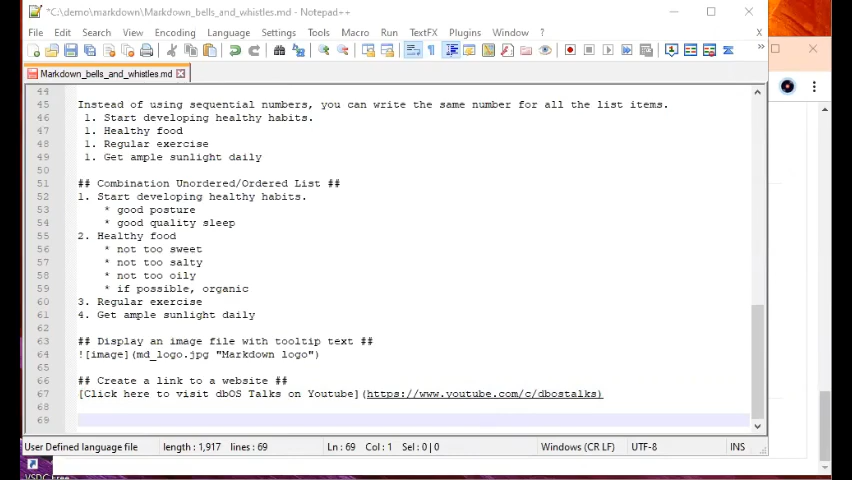 *C:\demo\markdown\Markdown_bells_and_whistles.md - Notepad++
File Edit Search View Encoding Language Settings Tools Macro Run TextFX Plugins Window ?
Markdown_bells_and_whistles.md
44
45 Instead of using sequential numbers, you can write the same number for all the list items.
46 1. Start developing healthy habits.
47 1. Healthy food
48 1. Regular exercise
49 1. Get ample sunlight daily
50
51 ## Combination Unordered/Ordered List ##
52 1. Start developing healthy habits.
53 * good posture
54 * good quality sleep
55 2. Healthy food
56 * not too sweet
57 * not too salty
58 * not too oily
59 * if possible, organic
60 3. Regular exercise
61 4. Get ample sunlight daily
62
63 ## Display an image file with tooltip text ##
64 ![image](md_logo.jpg "Markdown logo")
65
66 ## Create a link to a website ##
67 [Click here to visit dbOS Talks on Youtube](https://www.youtube.com/c/dbostalks)
68
69
User Defined language file length : 1,917 lines : 69 Ln : 69 Col : 1 Sel : 0 | 0 Windows (CR LF) UTF-8 INS
VSDC Free